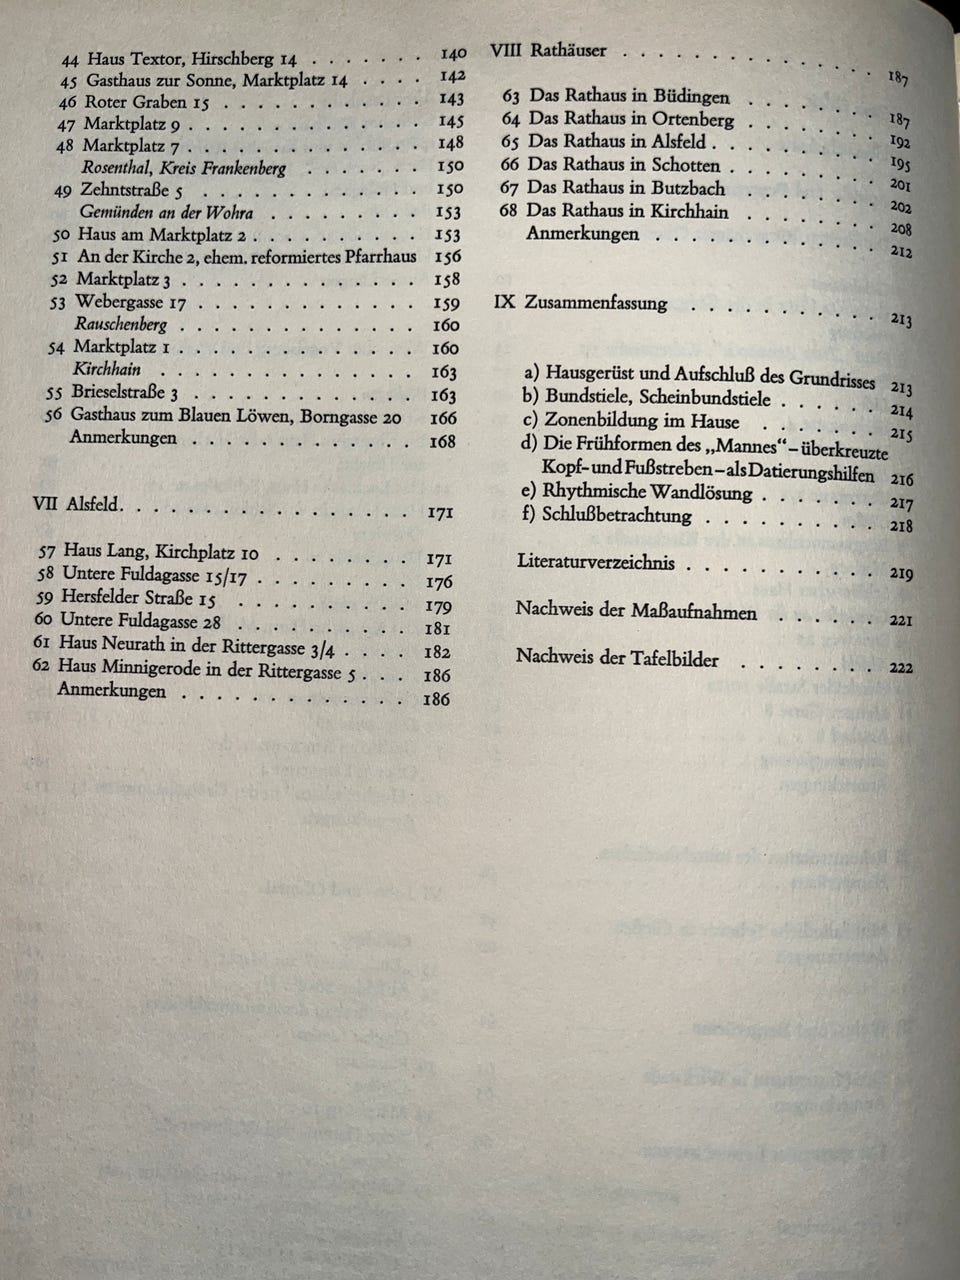 44 Haus Textor, Hirschberg 14 . . . . . . . 140
45 Gasthaus zur Sonne, Marktplatz 14 . . . . 142
46 Roter Graben 15 . . . . . . . . . . . . 143
47 Marktplatz 9 . . . . . . . . . . . . . . 145
48 Marktplatz 7 . . . . . . . . . . . . . . 148
Rosenthal, Kreis Frankenberg . . . . . . . 150
49 Zehntstraße 5 . . . . . . . . . . . . . 150
Gemünden an der Wohra . . . . . . . . . 153
50 Haus am Marktplatz 2 . . . . . . . . . . 153
51 An der Kirche 2, ehem. reformiertes Pfarrhaus 156
52 Marktplatz 3 . . . . . . . . . . . . . . 158
53 Webergasse 17 . . . . . . . . . . . . . 159
Rauschenberg . . . . . . . . . . . . . . 160
54 Marktplatz 1 . . . . . . . . . . . . . . 160
Kirchhain . . . . . . . . . . . . . . . 163
55 Brieselstraße 3 . . . . . . . . . . . . . 163
56 Gasthaus zum Blauen Löwen, Borngasse 20 166
Anmerkungen . . . . . . . . . . . . . 168
VII Alsfeld . . . . . . . . . . . . . . . . . 171
57 Haus Lang, Kirchplatz 10 . . . . . . . . 171
58 Untere Fuldagasse 15/17 . . . . . . . . . 176
59 Hersfelder Straße 15 . . . . . . . . . . 179
60 Untere Fuldagasse 28 . . . . . . . . . . 181
61 Haus Neurath in der Rittergasse 3/4 . . . . 182
62 Haus Minnigerode in der Rittergasse 5 . . . 186
Anmerkungen . . . . . . . . . . . . . 186
VIII Rathäuser . . . . . . . . . . . . . . . 187
63 Das Rathaus in Büdingen . . . . . . . . 187
64 Das Rathaus in Ortenberg . . . . . . . . 192
65 Das Rathaus in Alsfeld . . . . . . . . . . 195
66 Das Rathaus in Schotten . . . . . . . . . 201
67 Das Rathaus in Butzbach . . . . . . . . 202
68 Das Rathaus in Kirchhain . . . . . . . . 208
Anmerkungen . . . . . . . . . . . . . 212
IX Zusammenfassung . . . . . . . . . . . . 213
a) Hausgerüst und Aufschluß des Grundrisses 213
b) Bundstiele, Scheinbundstiele . . . . . . 214
c) Zonenbildung im Hause . . . . . . . 215
d) Die Frühformen des „Mannes“ – überkreuzte
Kopf- und Fußstreben – als Datierungshilfen 216
e) Rhythmische Wandlösung . . . . . . . 217
f) Schlußbetrachtung . . . . . . . . . . 218
Literaturverzeichnis . . . . . . . . . . . . 219
Nachweis der Maßaufnahmen . . . . . . 221
Nachweis der Tafelbilder . . . . . . . . 222